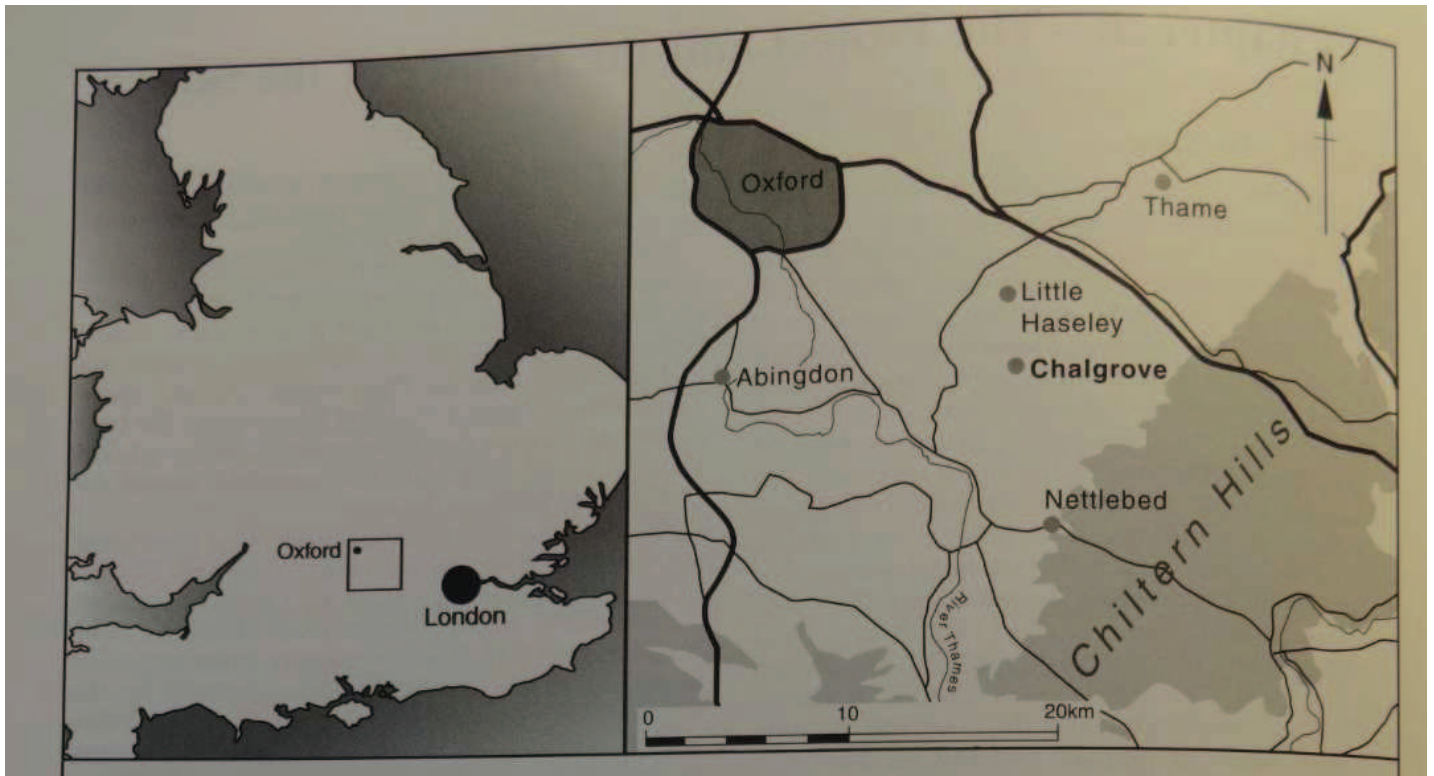 Oxford
London
N
Oxford
Thame
Little
Haseley
Chalgrove
Abingdon
Nettlebed
Chiltern Hills
River Thames
0 10 20km